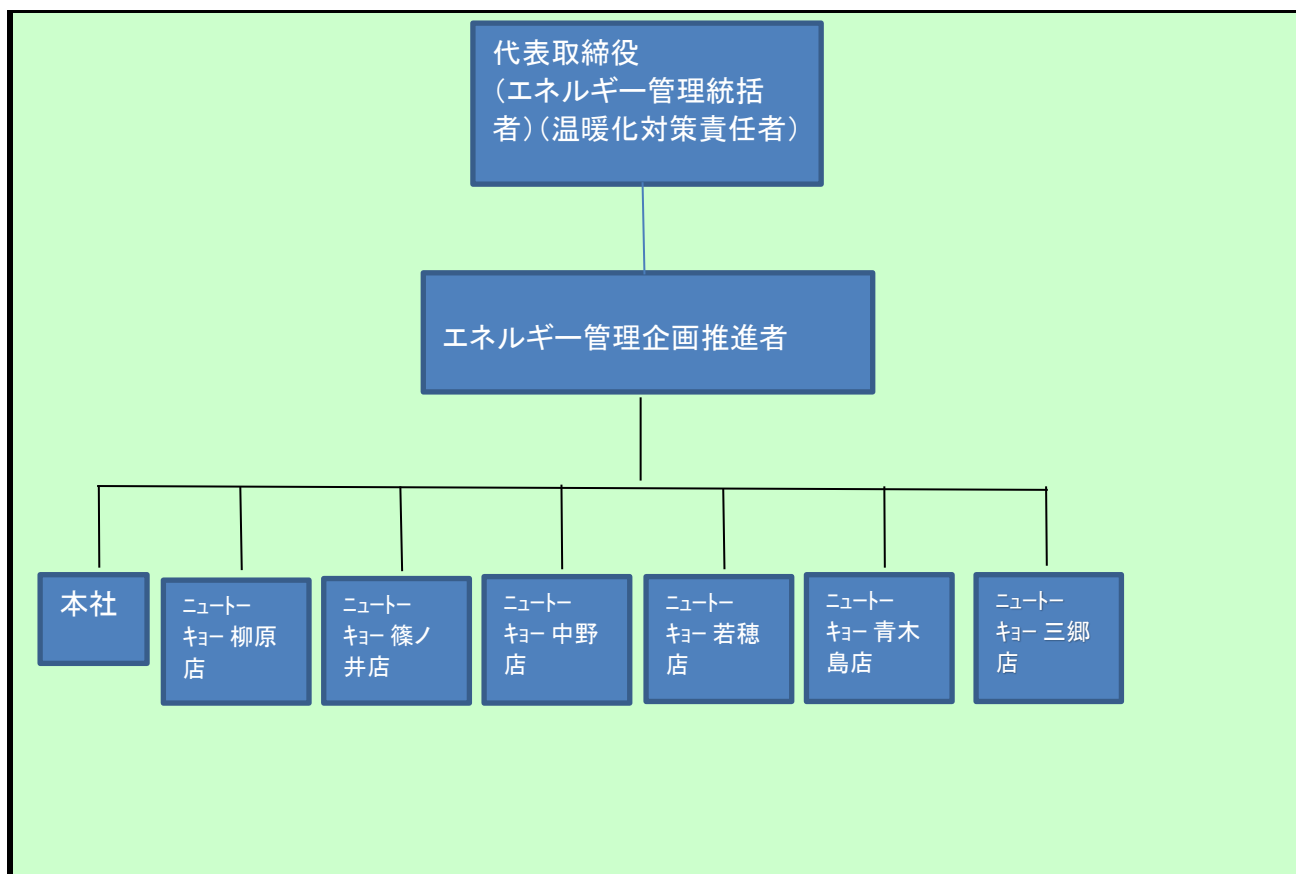 代表取締役
（エネルギー管理統括
者）（温暖化対策責任者）
エネルギー管理企画推進者
本社
ﾆｭｰﾄｰ
ｷｮｰ 柳原
店
ﾆｭｰﾄｰ
ｷｮｰ 篠ノ
井店
ﾆｭｰﾄｰ
ｷｮｰ 中野
店
ﾆｭｰﾄｰ
ｷｮｰ 若穂
店
ﾆｭｰﾄｰ
ｷｮｰ 青木
島店
ﾆｭｰﾄｰ
ｷｮｰ 三郷
店